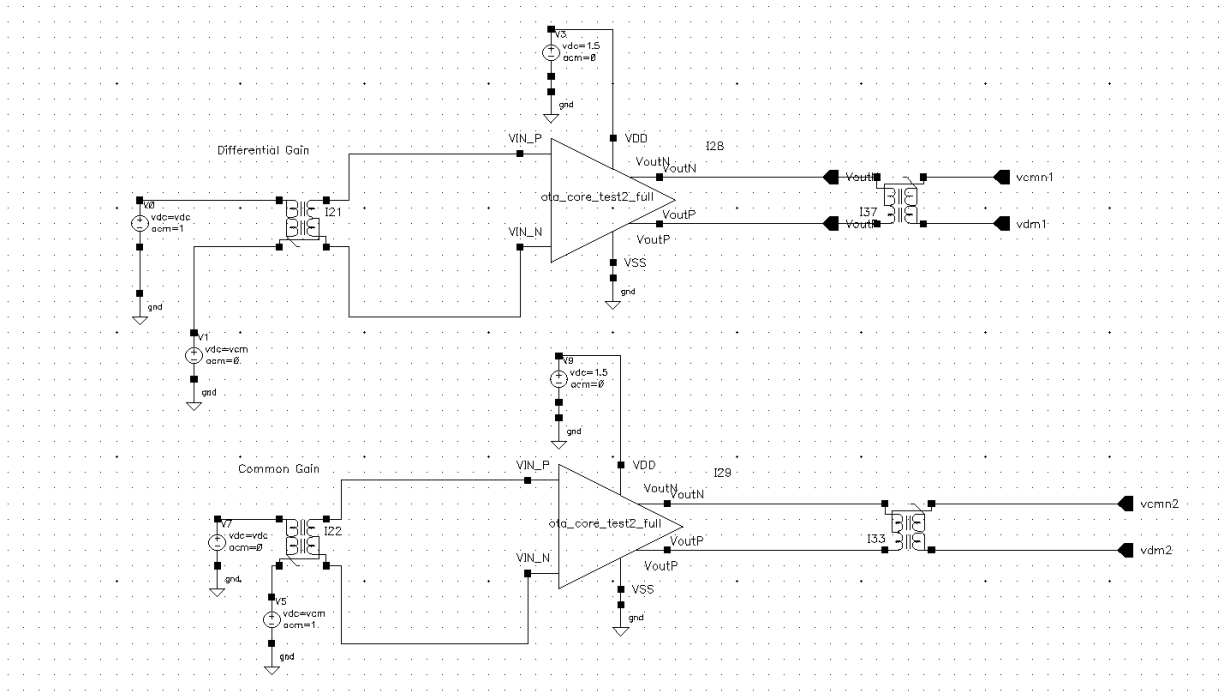 V3
vdc=1.5
acm=0
gnd
VDD
VIN_P
I28
Differential Gain
VoutN
VoutN
VoutN
vcmn1
ota_core_test2_full
V0
vdc=vdc
acm=1
I21
I37
VoutP
VoutP
VoutP
vdm1
VIN_N
VSS
gnd
gnd
V1
vdc=vcm
acm=0
gnd
V9
vdc=1.5
acm=0
gnd
VDD
VIN_P
I29
Common Gain
VoutN
VoutN
vcmn2
ota_core_test2_full
V7
vdc=vdc
acm=0
gnd
I22
I33
VoutP
VoutP
vdm2
VIN_N
VSS
gnd
V5
vdc=vcm
acm=1
gnd